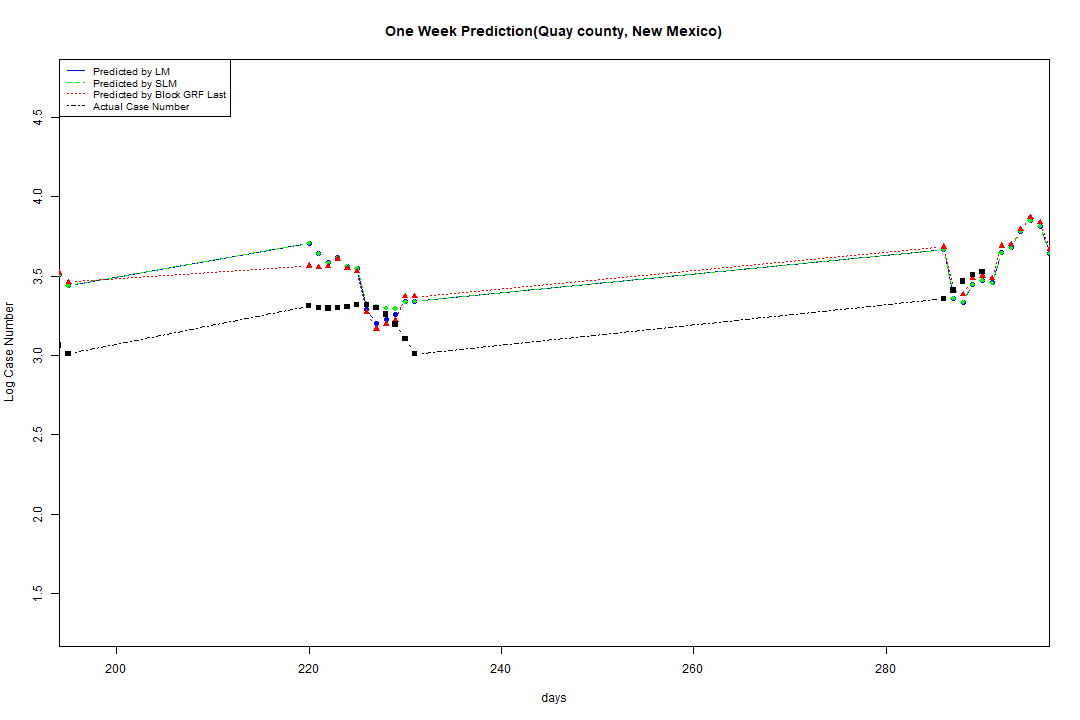 One Week Prediction(Quay county, New Mexico)
Predicted by LM
Predicted by SLM
Predicted by Block GRF Last
Actual Case Number
4.5
4.0
3.5
3.0
2.5
2.0
1.5
Log Case Number
200 220 240 260 280
days